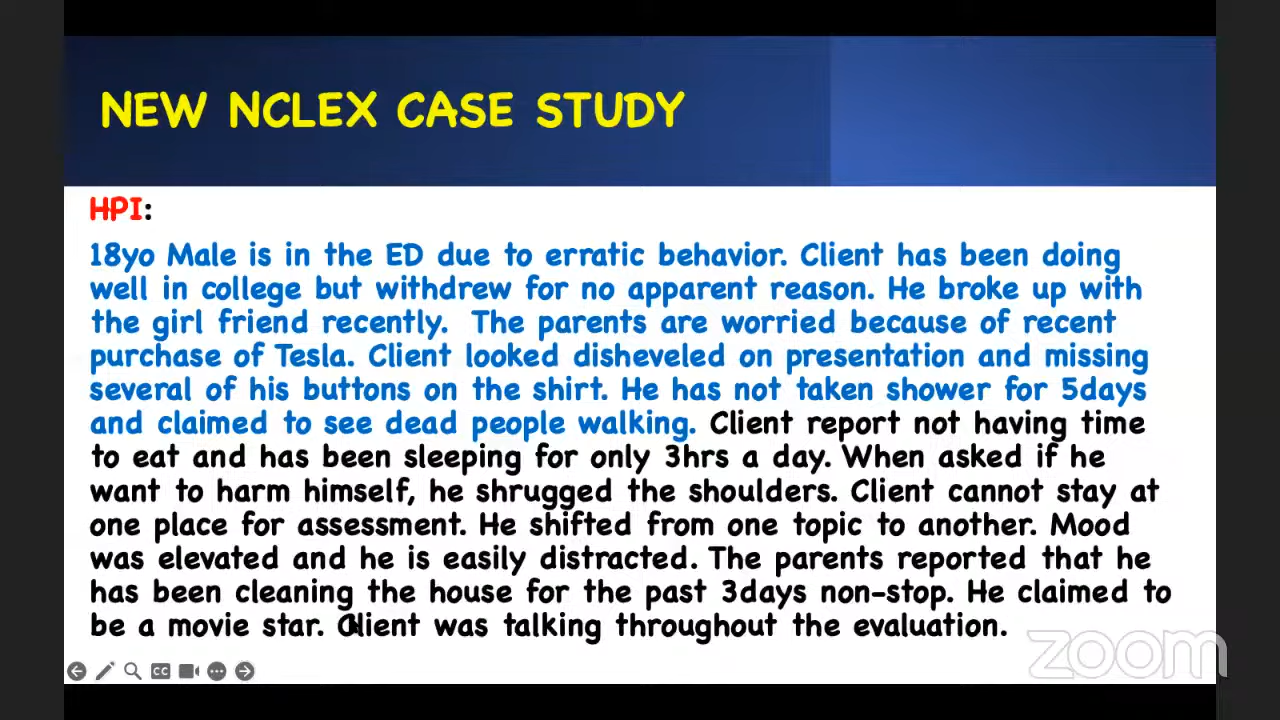 NEW NCLEX CASE STUDY
HPI:
18yo Male is in the ED due to erratic behavior. Client has been doing
well in college but withdrew for no apparent reason. He broke up with
the girl friend recently. The parents are worried because of recent
purchase of Tesla. Client looked disheveled on presentation and missing
several of his buttons on the shirt. He has not taken shower for 5days
and claimed to see dead people walking. Client report not having time
to eat and has been sleeping for only 3hrs a day. When asked if he
want to harm himself, he shrugged the shoulders. Client cannot stay at
one place for assessment. He shifted from one topic to another. Mood
was elevated and he is easily distracted. The parents reported that he
has been cleaning the house for the past 3days non-stop. He claimed to
be a movie star. Client was talking throughout the evaluation.
CC
zoom